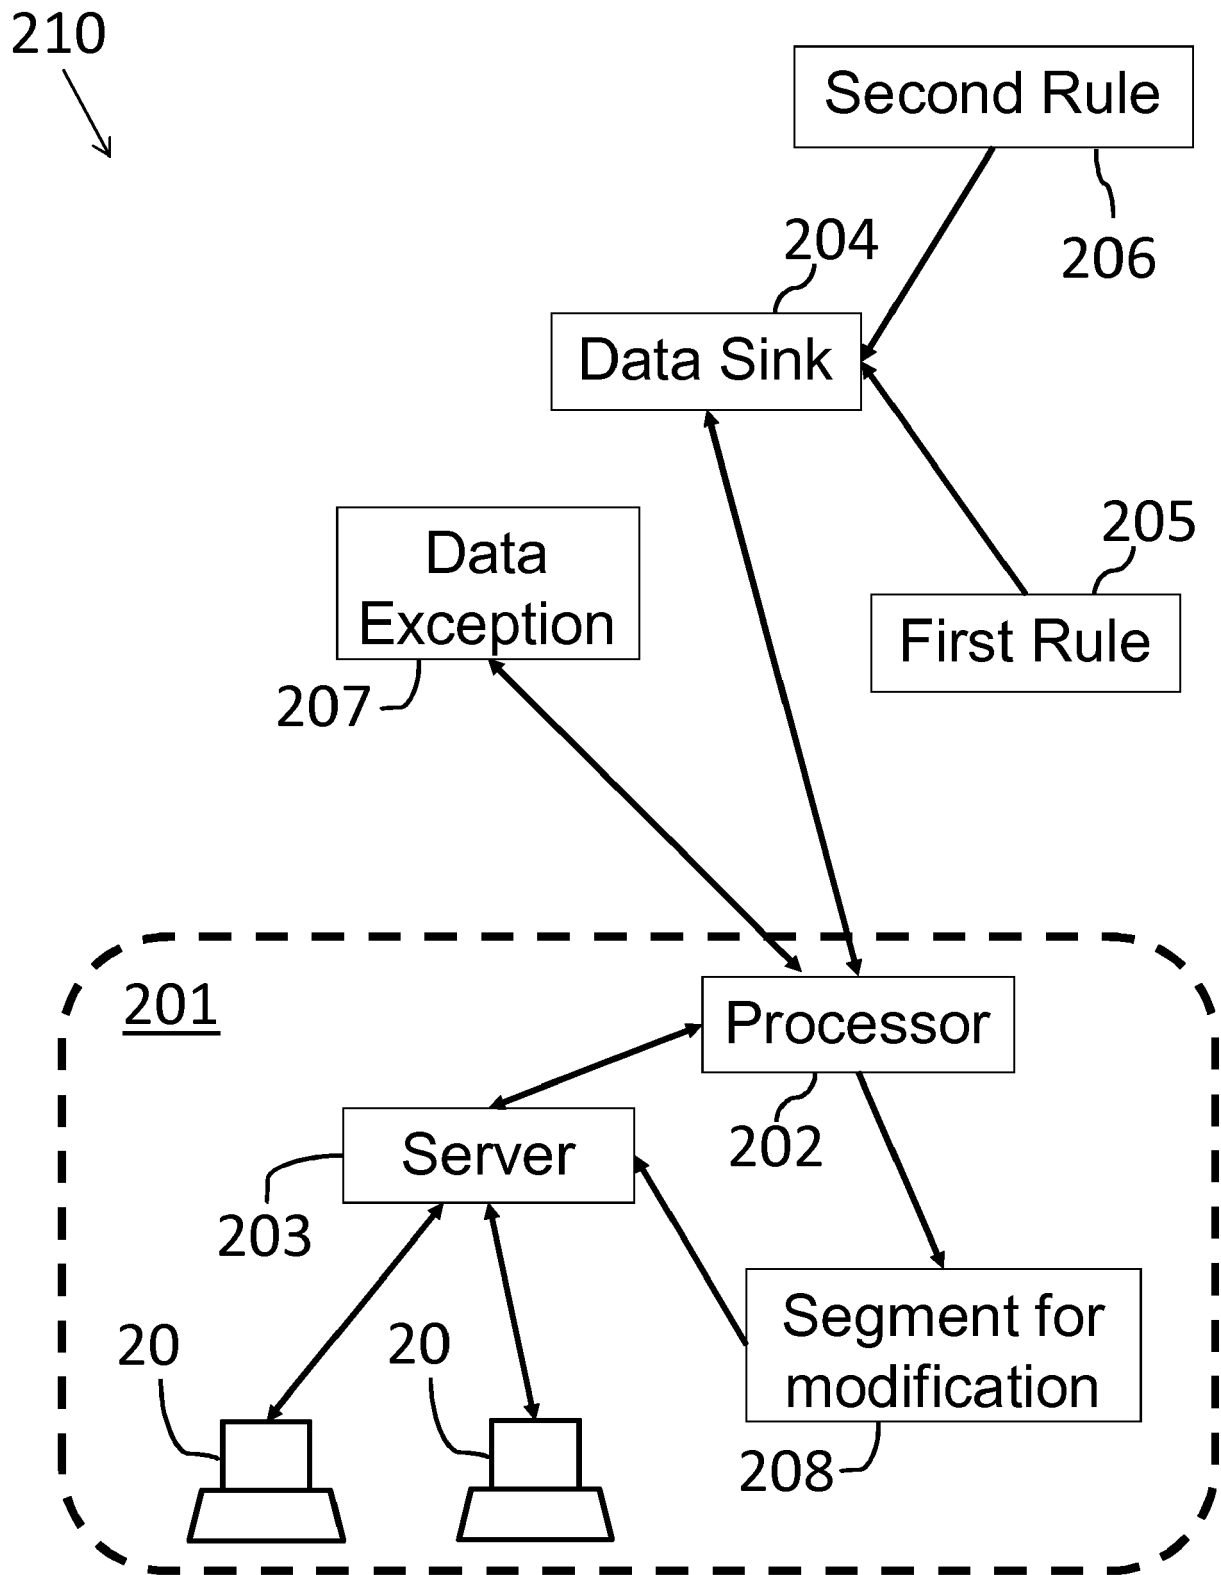 210
Second Rule
206
204
Data Sink
205
First Rule
Data
Exception
207
201
Processor
202
Server
203
Segment for
modification
208
20
20